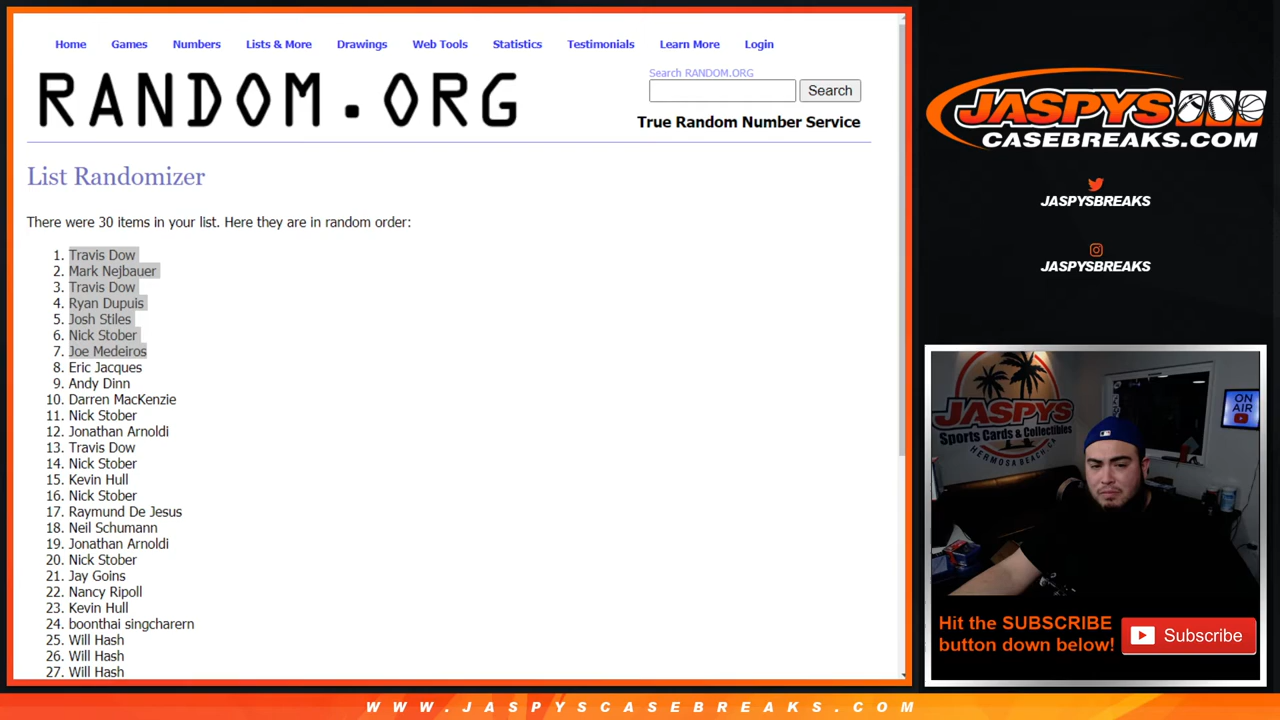 Home Games Numbers Lists & More Drawings Web Tools Statistics Testimonials Learn More Login
RANDOM.ORG
Search RANDOM.ORG
Search
True Random Number Service
List Randomizer
There were 30 items in your list. Here they are in random order:
1. Travis Dow
2. Mark Nejbauer
3. Travis Dow
4. Ryan Dupuis
5. Josh Stiles
6. Nick Stober
7. Joe Medeiros
8. Eric Jacques
9. Andy Dinn
10. Darren MacKenzie
11. Nick Stober
12. Jonathan Arnoldi
13. Travis Dow
14. Nick Stober
15. Kevin Hull
16. Nick Stober
17. Raymund De Jesus
18. Neil Schumann
19. Jonathan Arnoldi
20. Nick Stober
21. Jay Goins
22. Nancy Ripoll
23. Kevin Hull
24. boonthai singcharern
25. Will Hash
26. Will Hash
27. Will Hash
JASPYS
CASEBREAKS.COM
JASPYSBREAKS
JASPYSBREAKS
JASPYS
Sports Cards & Collectibles
HERMOSA BEACH, CA
ON
AIR
Hit the SUBSCRIBE
button down below!
Subscribe
WWW.JASPYSCASEBREAKS.COM